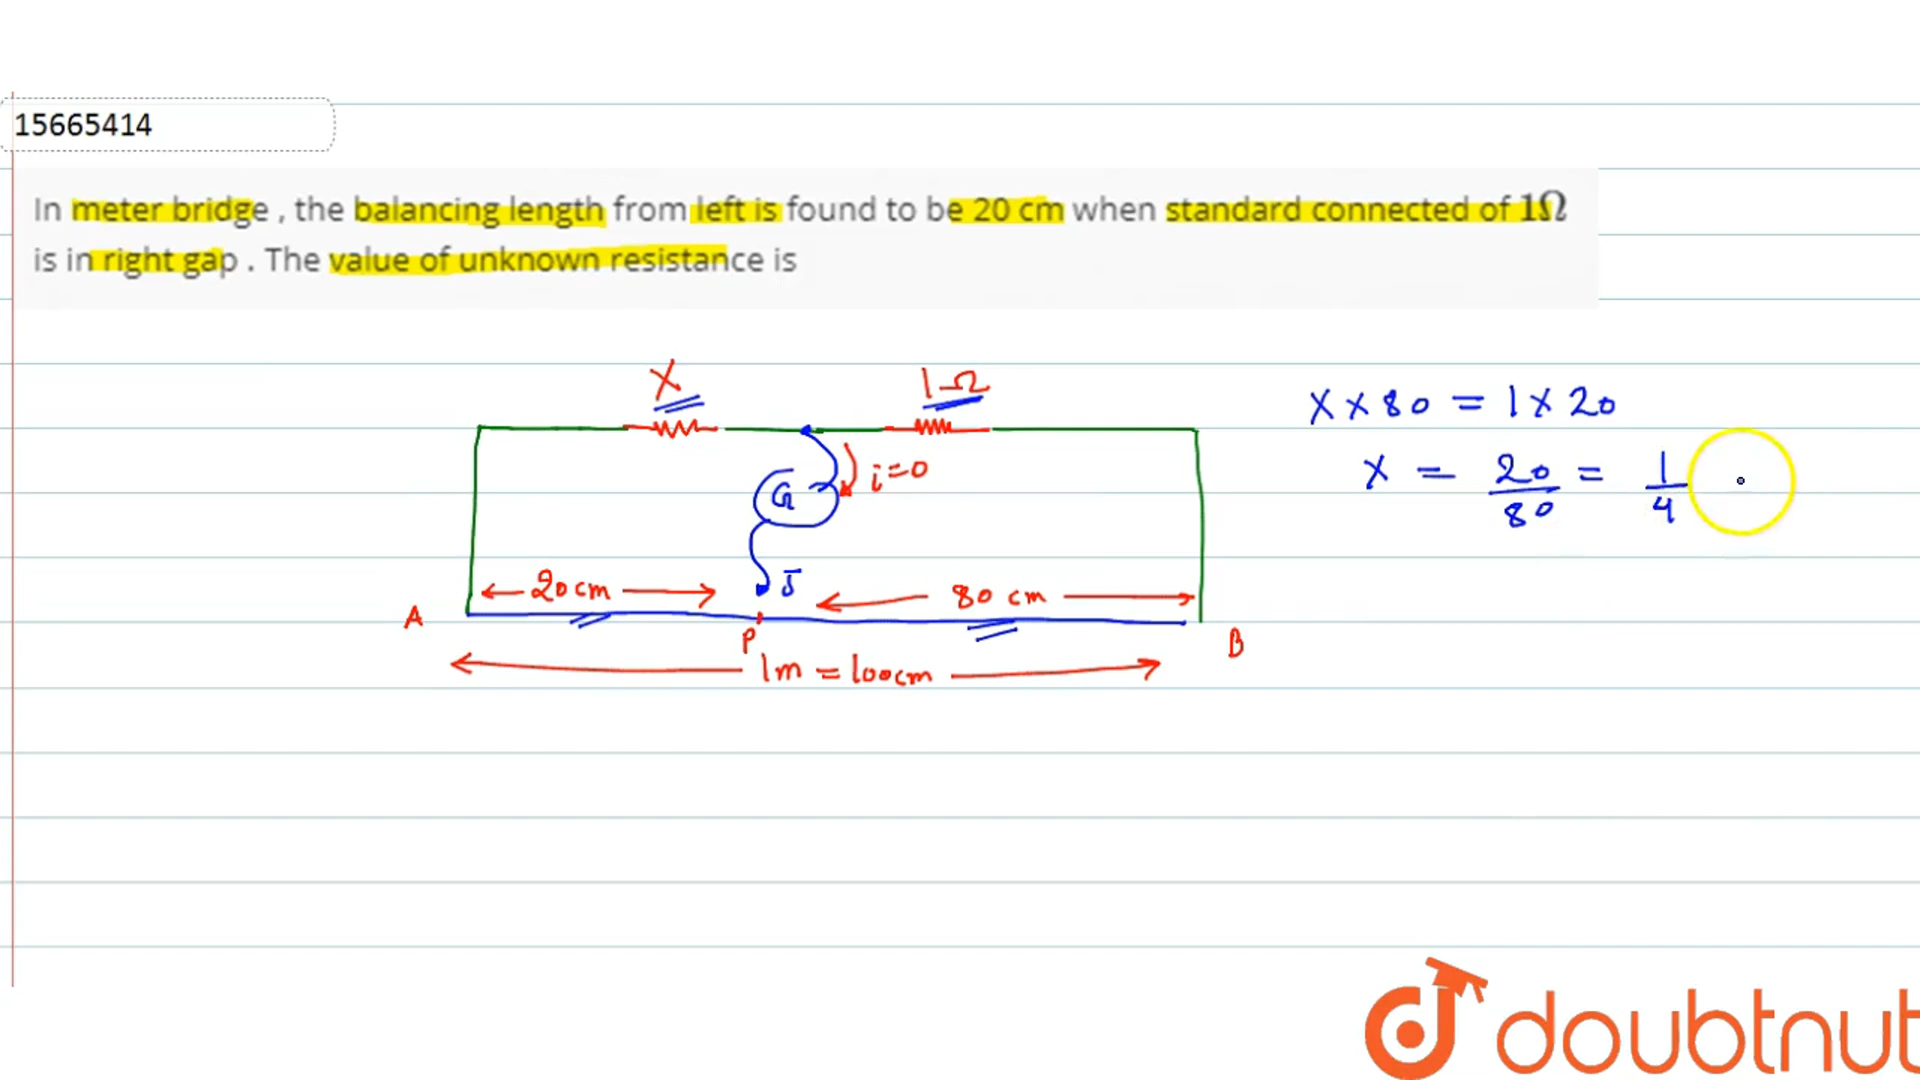 15665414
In meter bridge , the balancing length from left is found to be 20 cm when standard connected of 1Ω
is in right gap . The value of unknown resistance is
X
1Ω
X x 80 = 1 x 20
i=0
X = 20/80 = 1/4
G
20 cm
J
80 cm
A
P
B
1m = 100cm
doubtnut